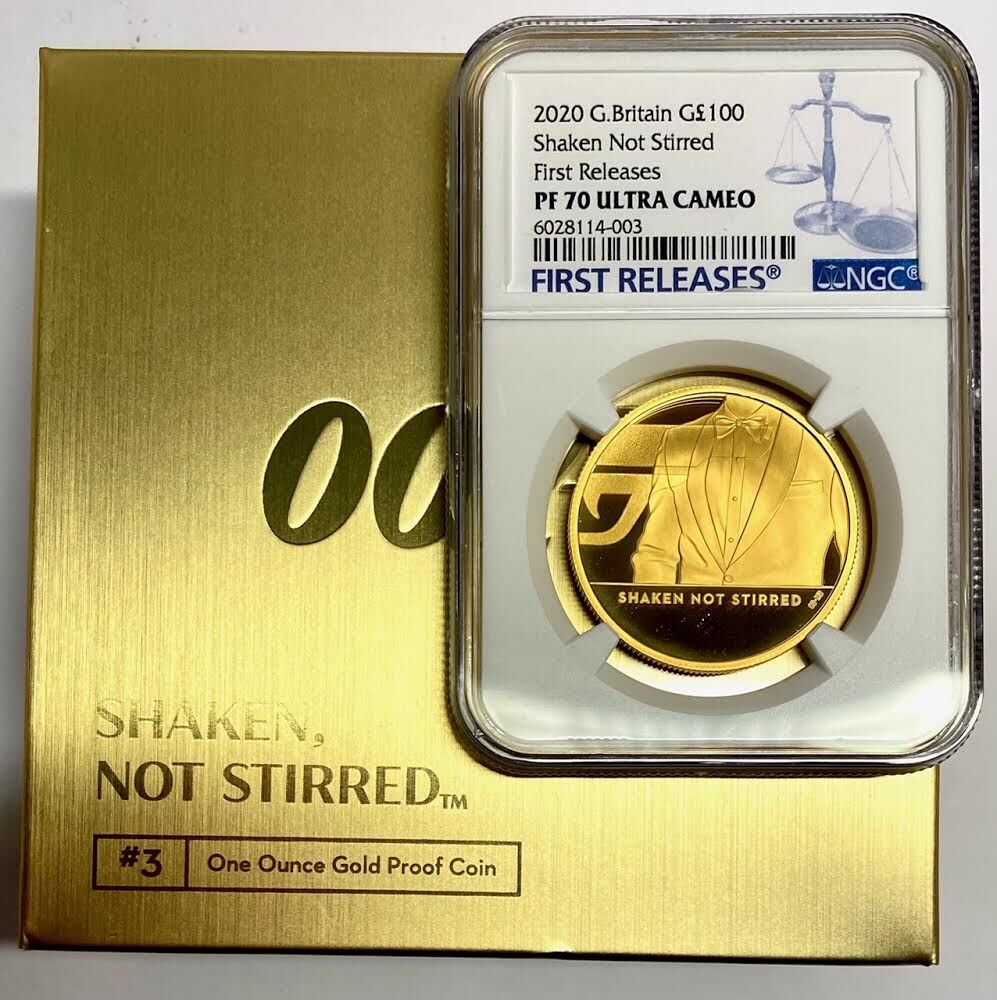 2020 G.Britain G£100
Shaken Not Stirred
First Releases
PF 70 ULTRA CAMEO
6028114-003
FIRST RELEASES®
NGC®
00
SHAKEN NOT STIRRED
SHAKEN,
NOT STIRRED™
#3
One Ounce Gold Proof Coin